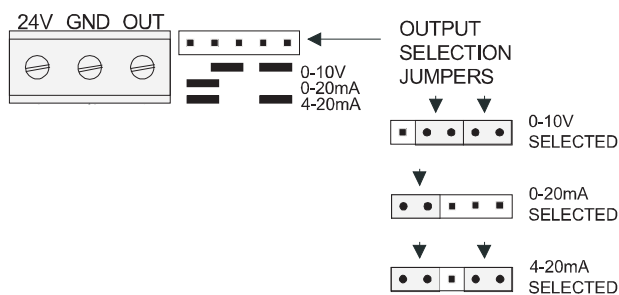 24V GND OUT
OUTPUT
SELECTION
JUMPERS
0-10V
0-20mA
4-20mA
0-10V
SELECTED
0-20mA
SELECTED
4-20mA
SELECTED